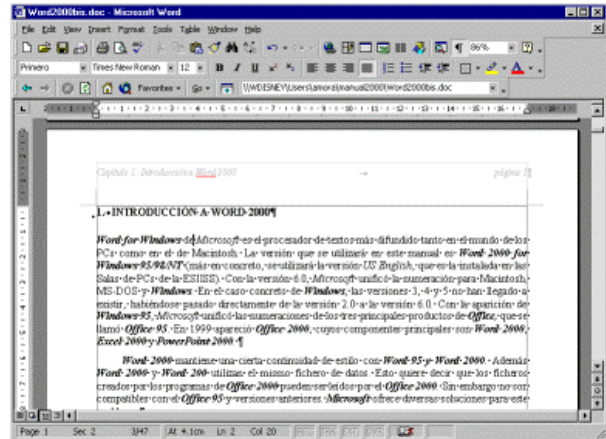 Word2000bis.doc - Microsoft Word
File Edit View Insert Format Tools Table Window Help
86%
Primero Times New Roman 12 B I U
Favorites Go \\WDISNEY\Users\amoral\manual2000\Word2000bis.doc
Capítulo 1: Introducción a Word 2000 página 1¶
1.→INTRODUCCIÓN·A·WORD·2000¶
Word·for·Windows·de·Microsoft·es·el·procesador·de·textos·más·difundido·tanto·en·el·mundo·de·los·
PCs·como·en·el·de·Macintosh.·La·versión·que·se·utilizará·en·este·manual·es·Word·2000·for·
Windows·95/98/NT·(más·en·concreto,·se·utilizará·la·versión·US·English,·que·es·la·instalada·en·las·
Salas·de·PCs·de·la·ESIISS).·Con·la·versión·6.0,·Microsoft·unificó·la·numeración·para·Macintosh,·
MS-DOS·y·Windows.·En·el·caso·concreto·de·Windows,·las·versiones·3,·4·y·5·no·han·llegado·a·
existir,·habiéndose·pasado·directamente·de·la·versión·2.0·a·la·versión·6.0.·Con·la·aparición·de·
Windows·95,·Microsoft·unificó·las·numeraciones·de·los·tres·principales·productos·de·Office,·que·se·
llamó·Office·95.·En·1999·apareció·Office·2000,·cuyos·componentes·principales·son·Word·2000,·
Excel·2000·y·PowerPoint·2000.¶
Word·2000·mantiene·una·cierta·continuidad·de·estilo·con·Word·95·y·Word·2000.·Además·
Word·2000·y·Word·200·utilizan·el·mismo·fichero·de·datos.·Esto·quiere·decir·que·los·ficheros·
creados·por·los·programas·de·Office·2000·pueden·ser·leídos·por·el·Office·2000.·Sin·embargo·no·son·
compatibles·con·el·Office·95·y·versiones·anteriores.·Microsoft·ofrece·diversas·soluciones·para·este·
Page 1 Sec 2 3/47 At 4.1cm Ln 2 Col 20 REC TRK EXT OVR